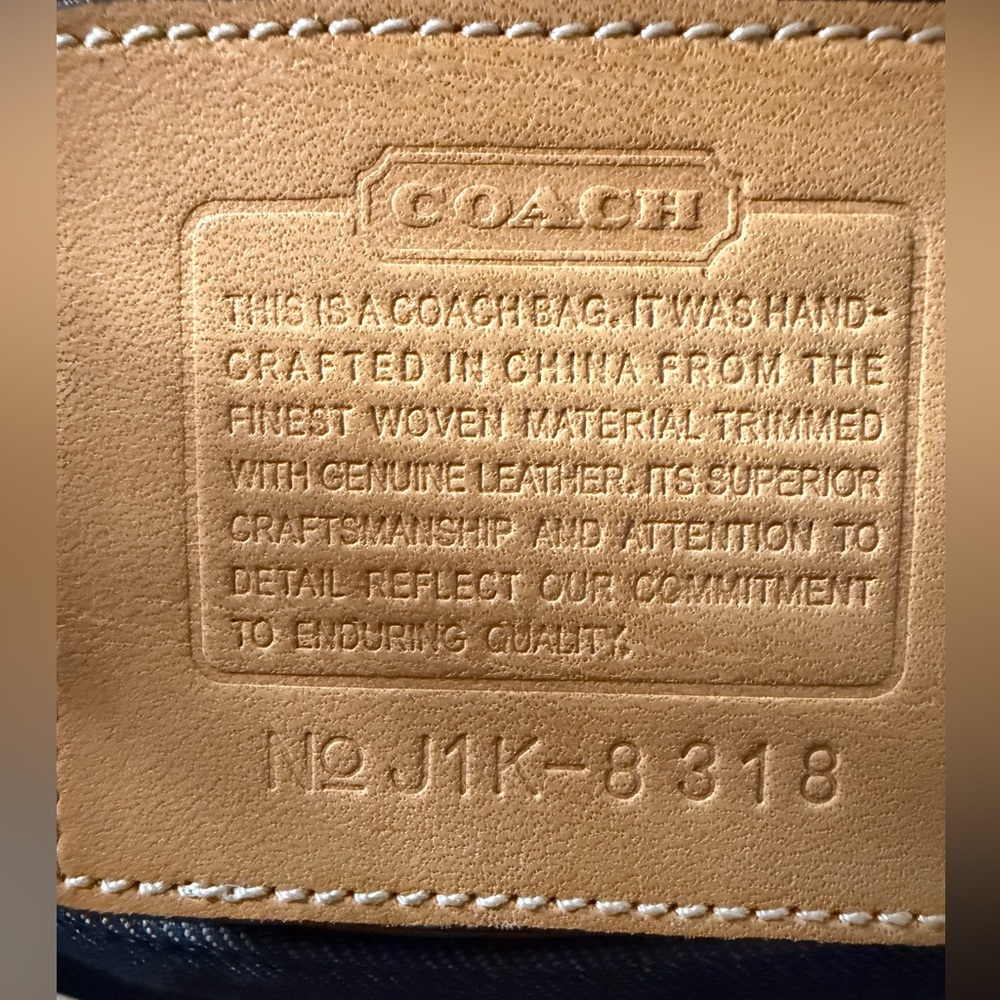 COACH
THIS IS A COACH BAG. IT WAS HAND-
CRAFTED IN CHINA FROM THE
FINEST WOVEN MATERIAL TRIMMED
WITH GENUINE LEATHER. ITS SUPERIOR
CRAFTSMANSHIP AND ATTENTION TO
DETAIL REFLECT OUR COMMITMENT
TO ENDURING QUALITY.
Nº J1K-8318